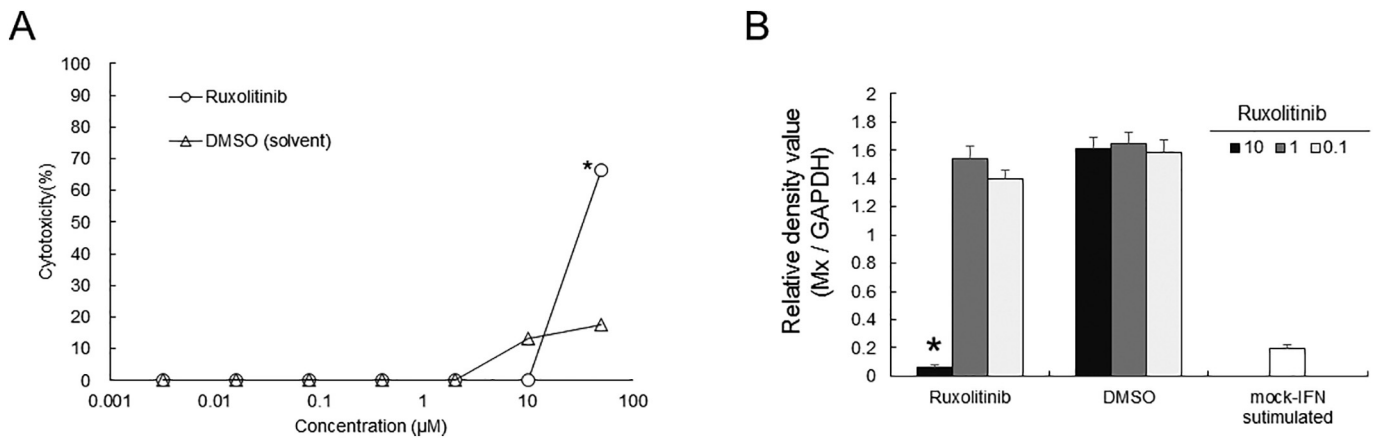 A
100
90
80
70
60
50
40
30
20
10
0
Cytotoxicity(%)
Ruxolitinib
DMSO (solvent)
*
0.001 0.01 0.1 1 10 100
Concentration (µM)
B
2
1.8
1.6
1.4
1.2
1
0.8
0.6
0.4
0.2
0
Relative density value
(Mx / GAPDH)
Ruxolitinib
10 1 0.1
*
Ruxolitinib DMSO mock-IFN
sutimulated